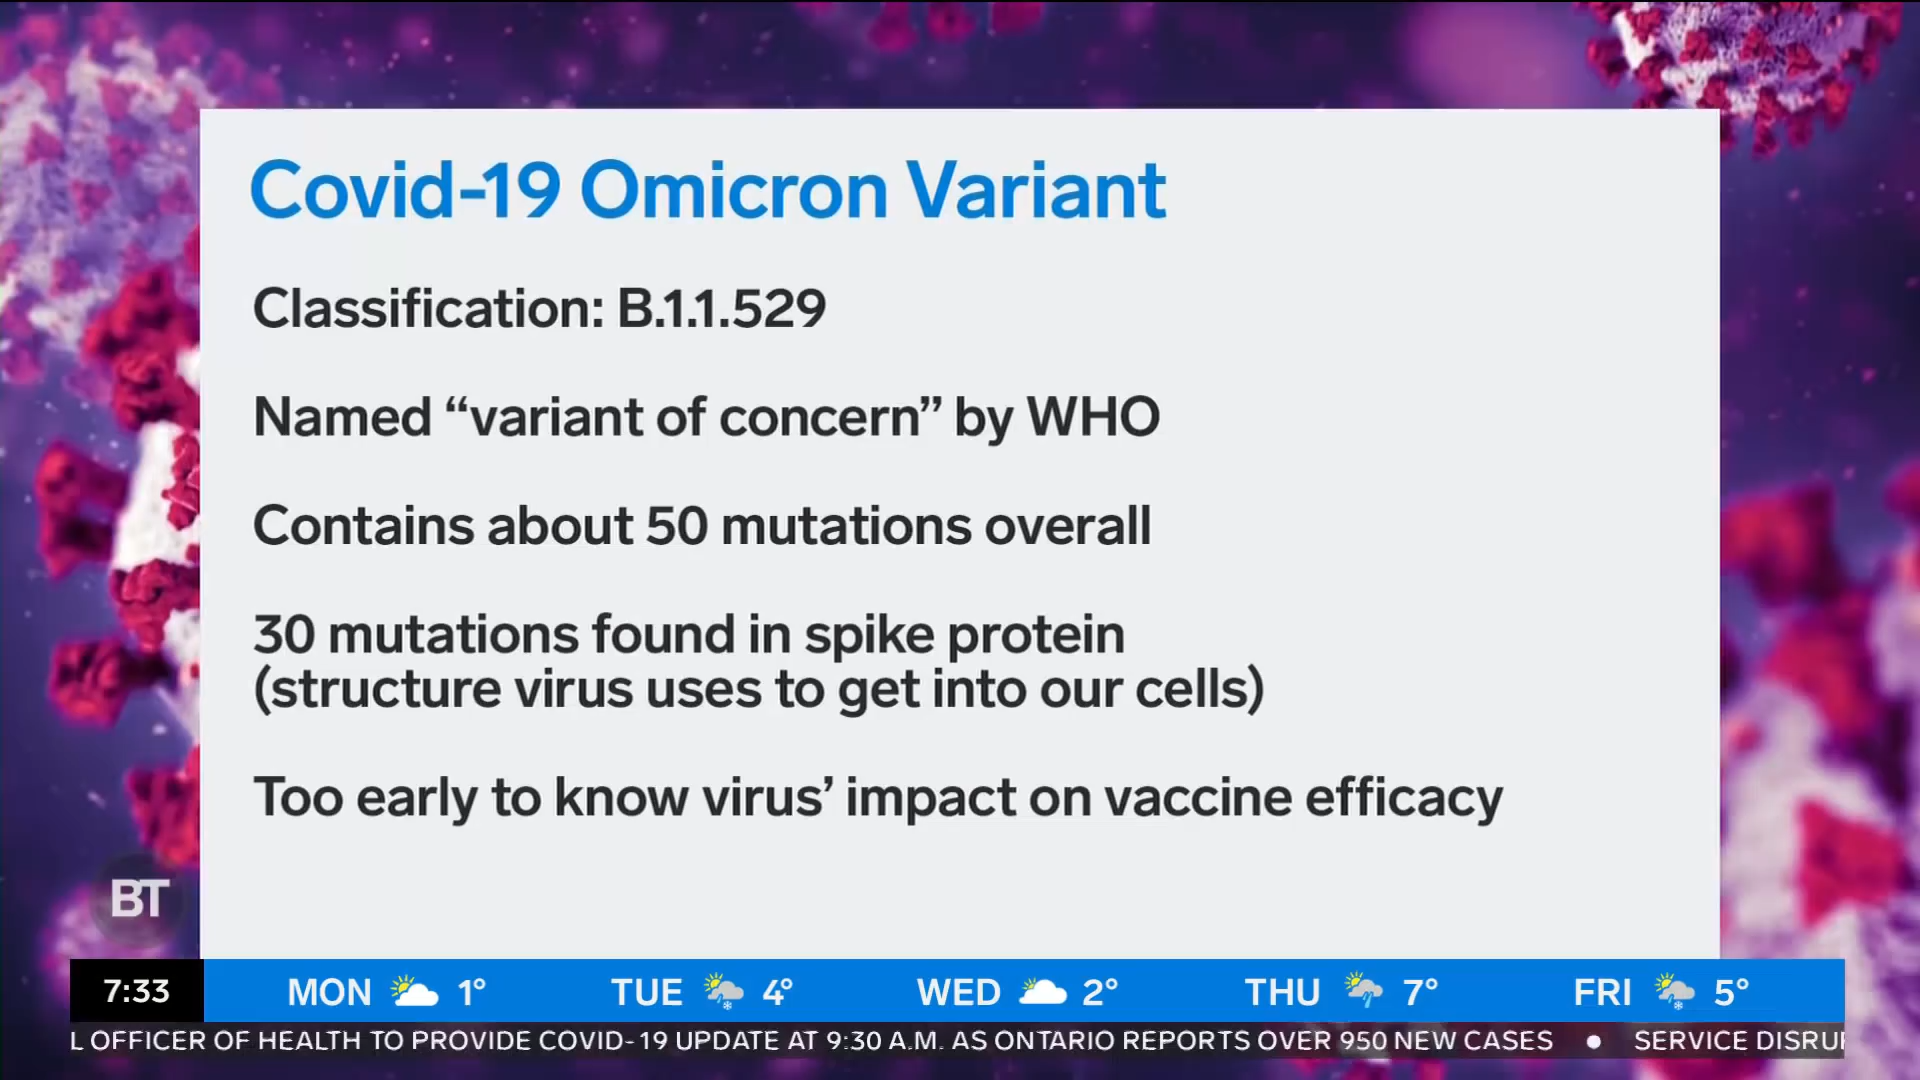 Covid-19 Omicron Variant
Classification: B.1.1.529
Named “variant of concern” by WHO
Contains about 50 mutations overall
30 mutations found in spike protein
(structure virus uses to get into our cells)
Too early to know virus’ impact on vaccine efficacy
BT
7:33 MON 1° TUE 4° WED 2° THU 7° FRI 5°
L OFFICER OF HEALTH TO PROVIDE COVID-19 UPDATE AT 9:30 A.M. AS ONTARIO REPORTS OVER 950 NEW CASES ● SERVICE DISRU